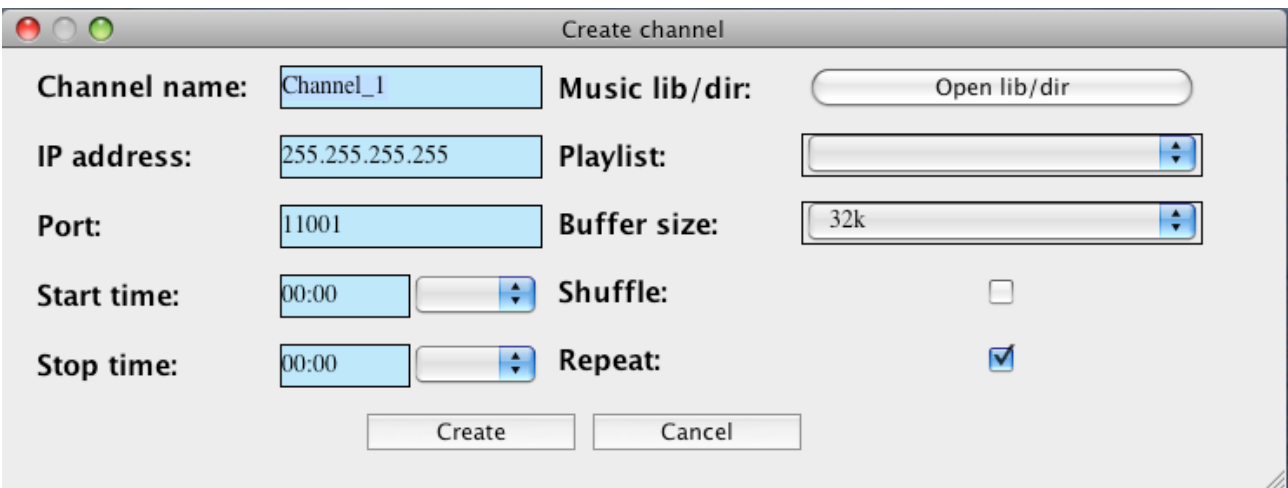 Create channel
Channel name: Channel_1 Music lib/dir: Open lib/dir
IP address: 255.255.255.255 Playlist:
Port: 11001 Buffer size: 32k
Start time: 00:00 Shuffle:
Stop time: 00:00 Repeat:
Create Cancel